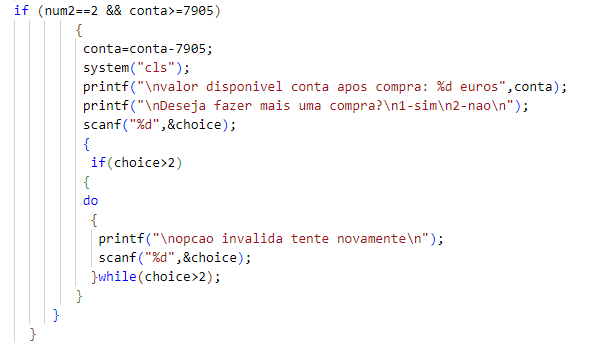 if (num2==2 && conta>=7905)
{
conta=conta-7905;
system("cls");
printf("\nvalor disponivel conta apos compra: %d euros",conta);
printf("\nDeseja fazer mais uma compra?\n1-sim\n2-nao\n");
scanf("%d",&choice);
{
if(choice>2)
{
do
{
printf("\nopcao invalida tente novamente\n");
scanf("%d",&choice);
}while(choice>2);
}
}
}